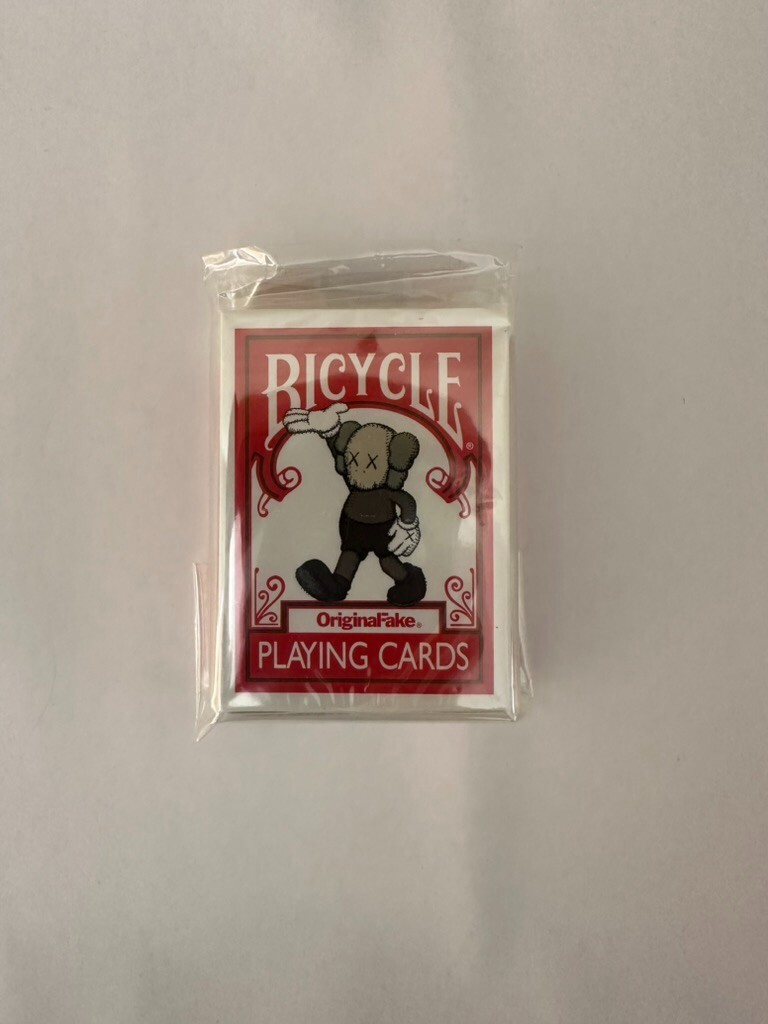 BICYCLE
®
OriginalFake®
PLAYING CARDS